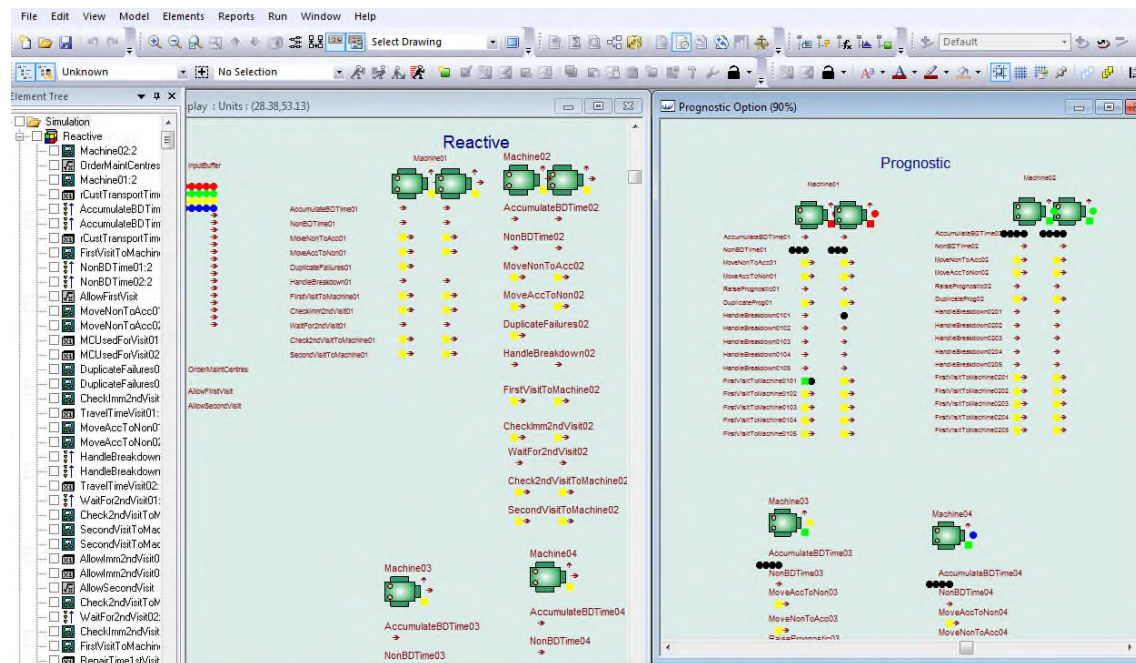 File Edit View Model Elements Reports Run Window Help
Select Drawing
Default
Unknown
No Selection
Element Tree
play : Units : (28.38,53.13)
Prognostic Option (90%)
Simulation
Reactive
Machine02:2
OrderMaintCentres
Machine01:2
rCustTransportTim
AccumulateBDTim
AccumulateBDTim
rCustTransportTim
FirstVisitToMachin
NonBDTime01:2
NonBDTime02:2
AllowFirstVisit
MoveNonToAcc0
MoveNonToAcc02
MCUsedForVisit01
MCUsedForVisit02
DuplicateFailures0
DuplicateFailures0
CheckImm2ndVisit
TravelTimeVisit01:
MoveAccToNon0
MoveAccToNon02
HandleBreakdown
HandleBreakdown
TravelTimeVisit02:
WaitFor2ndVisit01:
Check2ndVisitToM
SecondVisitToMac
SecondVisitToMac
AllowImm2ndVisit0
AllowImm2ndVisit0
AllowSecondVisit
Check2ndVisitToM
WaitFor2ndVisit02:
CheckImm2ndVisit
FirstVisitToMachin
RepairTime1stVisit
Reactive
InputBuffer
Machine01
AccumulateBDTime01
NonBDTime01
MoveNonToAcc01
MoveAccToNon01
DuplicateFailures01
HandleBreakdown01
FirstVisitToMachine01
CheckImm2ndVisit01
WaitFor2ndVisit01
Check2ndVisitToMachine01
SecondVisitToMachine01
OrderMaintCentres
AllowFirstVisit
AllowSecondVisit
Machine02
AccumulateBDTime02
NonBDTime02
MoveNonToAcc02
MoveAccToNon02
DuplicateFailures02
HandleBreakdown02
FirstVisitToMachine02
CheckImm2ndVisit02
WaitFor2ndVisit02
Check2ndVisitToMachine02
SecondVisitToMachine02
Machine03
AccumulateBDTime03
NonBDTime03
Machine04
AccumulateBDTime04
NonBDTime04
Prognostic
Machine01
AccumulateBDTime01
NonBDTime01
MoveNonToAcc01
MoveAccToNon01
RaisePrognostic01
DuplicateProg01
HandleBreakdown0101
HandleBreakdown0102
HandleBreakdown0103
HandleBreakdown0104
HandleBreakdown0105
FirstVisitToMachine0101
FirstVisitToMachine0102
FirstVisitToMachine0103
FirstVisitToMachine0104
FirstVisitToMachine0105
Machine02
AccumulateBDTime02
NonBDTime02
MoveNonToAcc02
MoveAccToNon02
RaisePrognostic02
DuplicateProg02
HandleBreakdown0201
HandleBreakdown0202
HandleBreakdown0203
HandleBreakdown0204
HandleBreakdown0205
FirstVisitToMachine0201
FirstVisitToMachine0202
FirstVisitToMachine0203
FirstVisitToMachine0204
FirstVisitToMachine0205
Machine03
AccumulateBDTime03
NonBDTime03
MoveAccToNon03
MoveNonToAcc03
RaisePrognostic03
Machine04
AccumulateBDTime04
NonBDTime04
MoveAccToNon04
MoveNonToAcc04